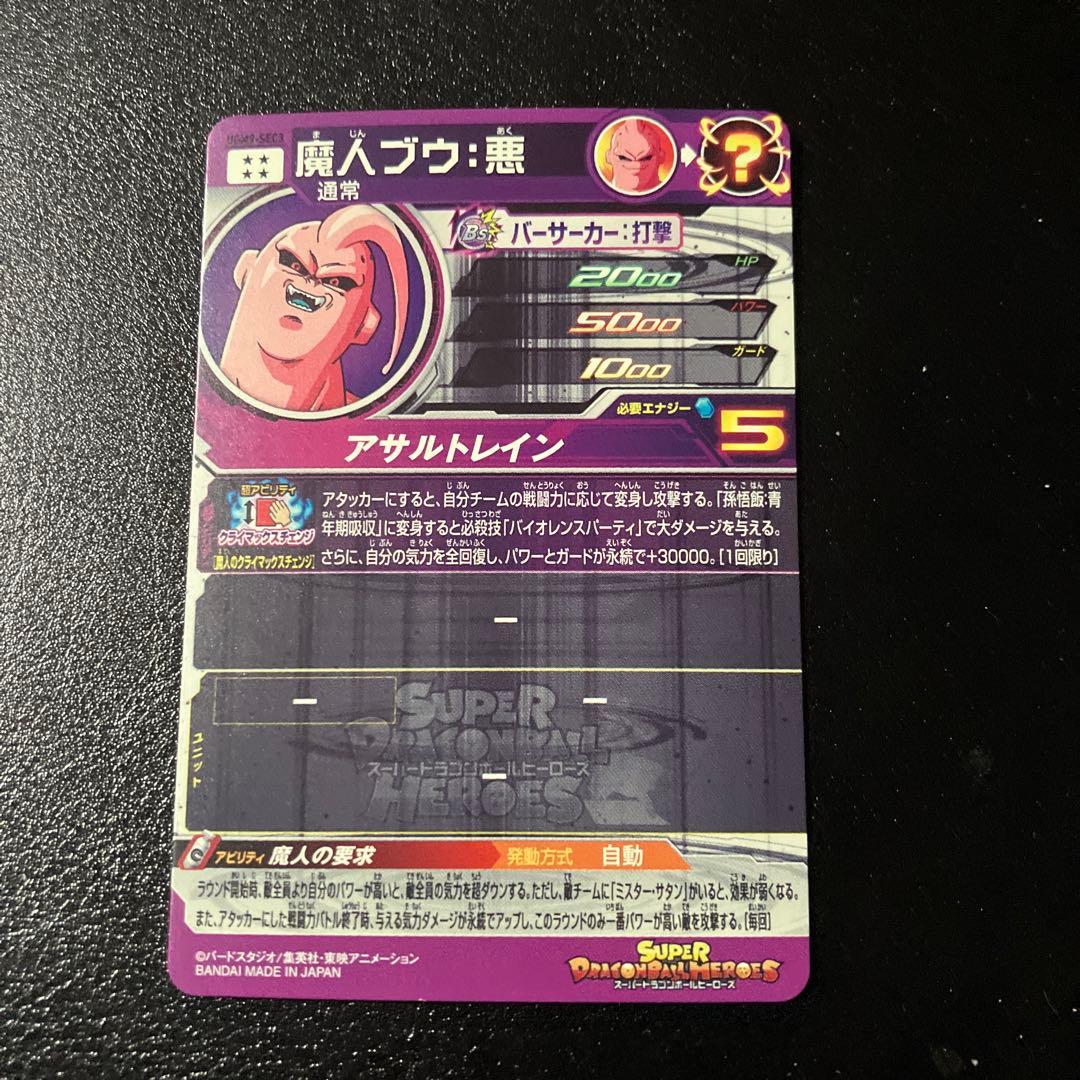 UGM9-SEC3
魔人ブウ:悪
通常
?
BS バーサーカー:打撃
HP
2000
パワー
5000
ガード
1000
必要エナジー 5
アサルトレイン
超アビリティ
クライマックスチェンジ
[魔人のクライマックスチェンジ]
アタッカーにすると、自分チームの戦闘力に応じて変身し攻撃する。「孫悟飯:青
年期吸収」に変身すると必殺技「バイオレンスパーティ」で大ダメージを与える。
さらに、自分の気力を全回復し、パワーとガードが永続で+30000。[1回限り]
-
- -
ユニット
-
SUPER
DRAGONBALL
スーパードラゴンボールヒーローズ
HEROES
アビリティ 魔人の要求 発動方式 自動
ラウンド開始時、敵全員より自分のパワーが高いと、敵全員の気力を超ダウンする。ただし、敵チームに「ミスター・サタン」がいると、効果が弱くなる。
また、アタッカーにした戦闘力バトル終了時、与える気力ダメージが永続でアップし、このラウンドのみ一番パワーが高い敵を攻撃する。[毎回]
©バードスタジオ/集英社・東映アニメーション
BANDAI MADE IN JAPAN
SUPER
DRAGONBALL HEROES
スーパードラゴンボールヒーローズ